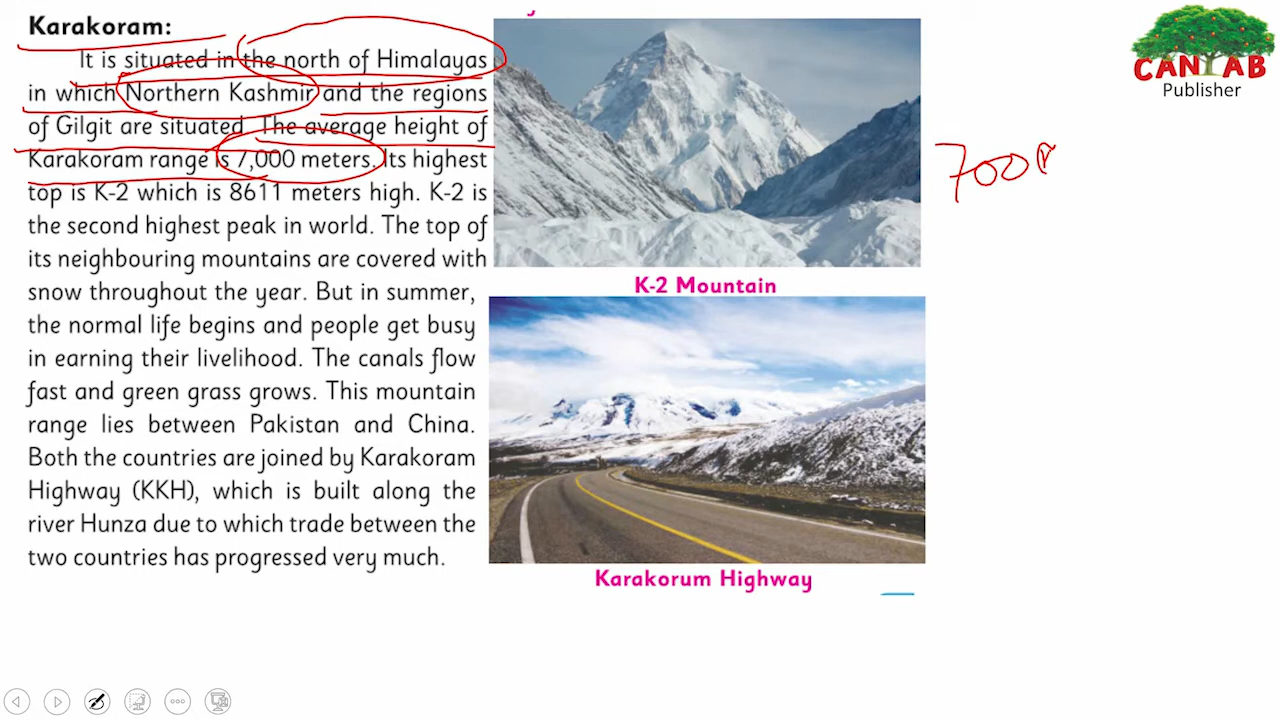 Karakoram:
It is situated in the north of Himalayas
in which Northern Kashmir and the regions
of Gilgit are situated. The average height of
Karakoram range is 7,000 meters. Its highest
top is K-2 which is 8611 meters high. K-2 is
the second highest peak in world. The top of
its neighbouring mountains are covered with
snow throughout the year. But in summer,
the normal life begins and people get busy
in earning their livelihood. The canals flow
fast and green grass grows. This mountain
range lies between Pakistan and China.
Both the countries are joined by Karakoram
Highway (KKH), which is built along the
river Hunza due to which trade between the
two countries has progressed very much.
K-2 Mountain
Karakorum Highway
CANTAB
Publisher